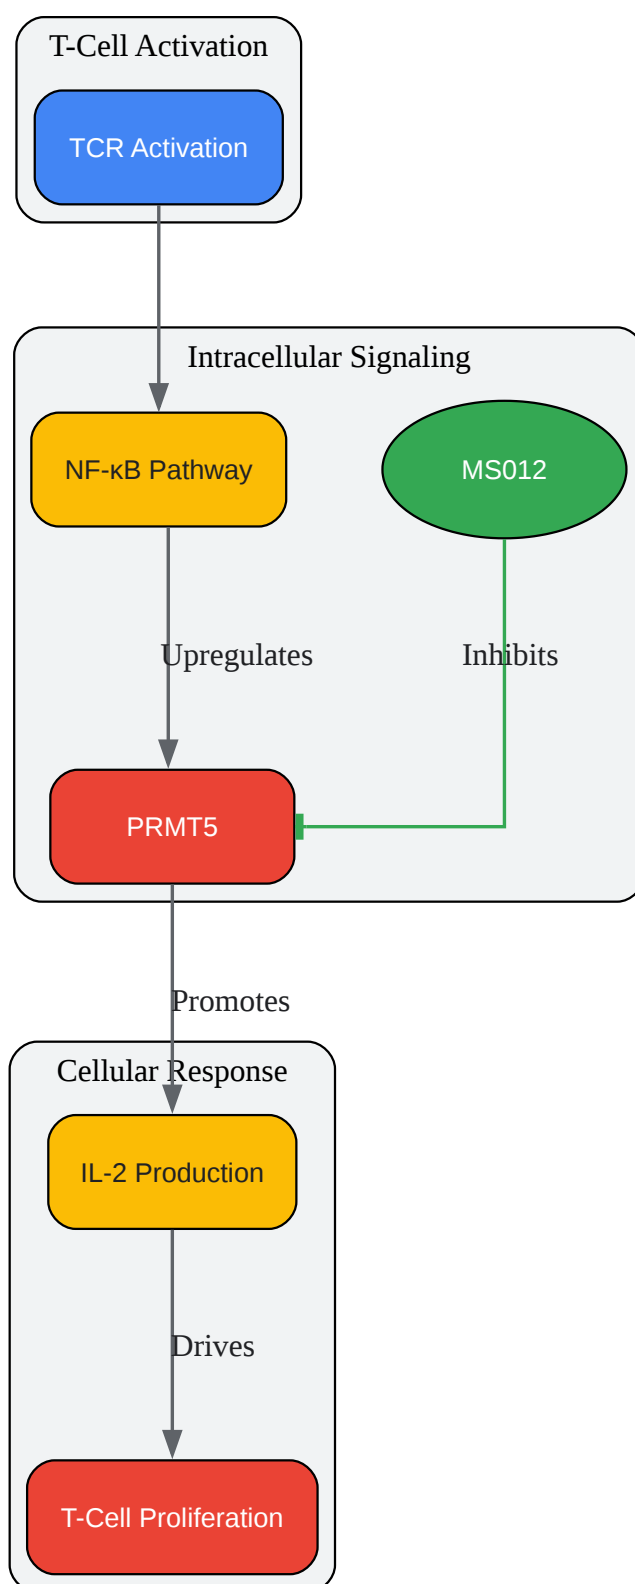 T-Cell Activation
TCR Activation
Intracellular Signaling
NF-κB Pathway
MS012
Upregulates
Inhibits
PRMT5
Promotes
Cellular Response
IL-2 Production
Drives
T-Cell Proliferation